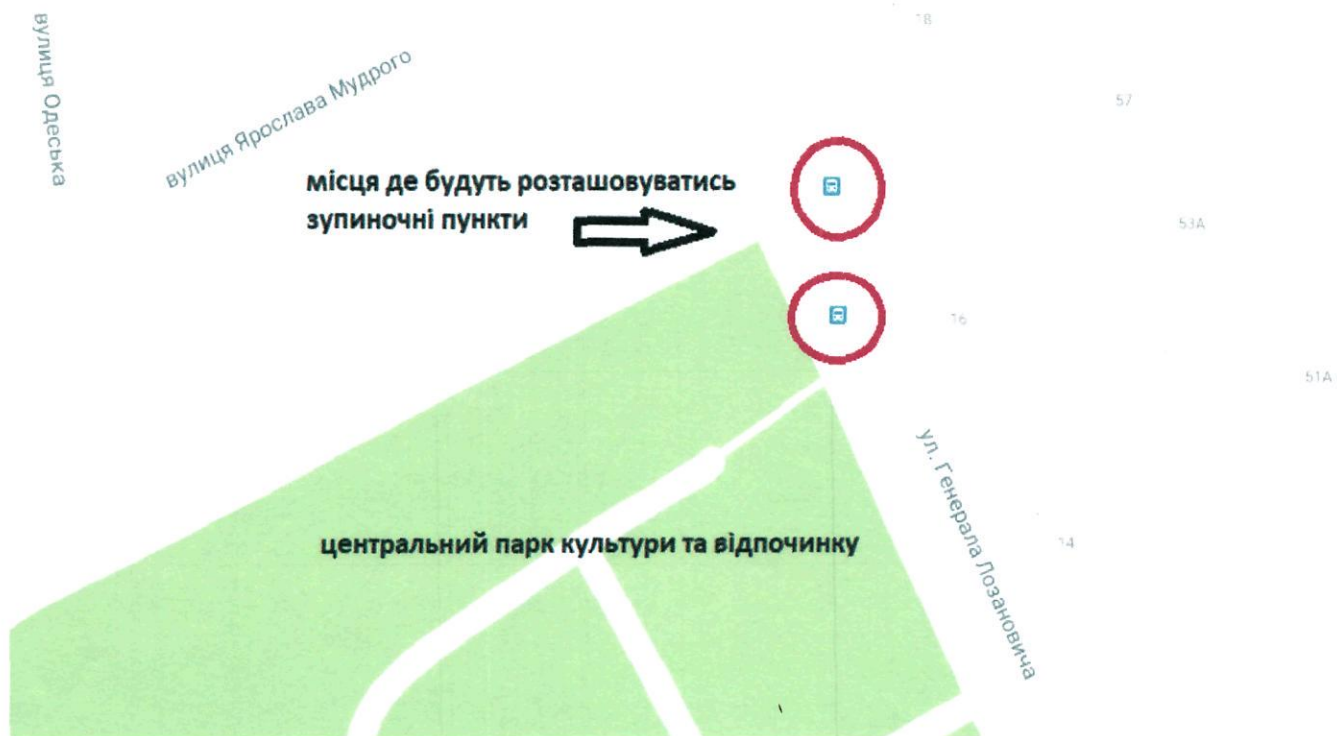 18
вулиця Одеська
вулиця Ярослава Мудрого
57
місця де будуть розташовуватись
зупиночні пункти
53А
16
51А
ул. Генерала Лозановича
центральний парк культури та відпочинку
14